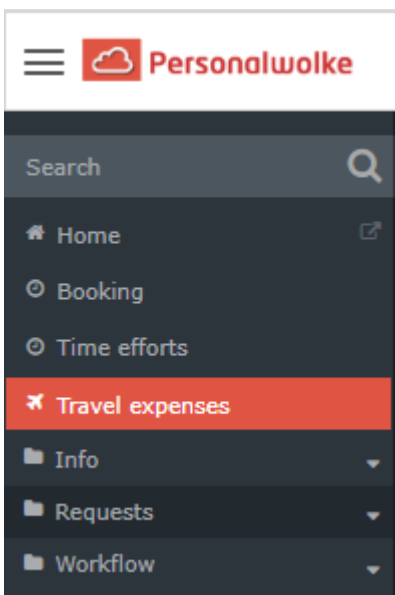 Personalwolke
Search
Home
Booking
Time efforts
Travel expenses
Info
Requests
Workflow